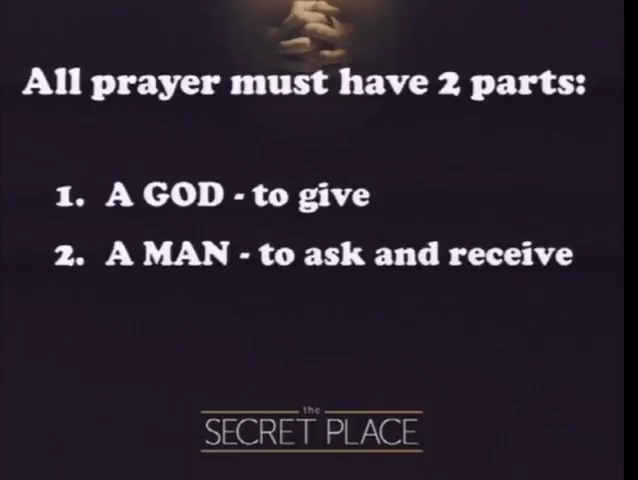 All prayer must have 2 parts:
1. A GOD - to give
2. A MAN - to ask and receive
the
SECRET PLACE